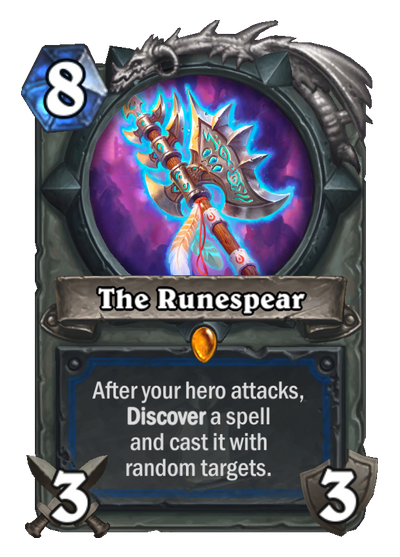 8
The Runespear
After your hero attacks,
Discover a spell
and cast it with
random targets.
3
3